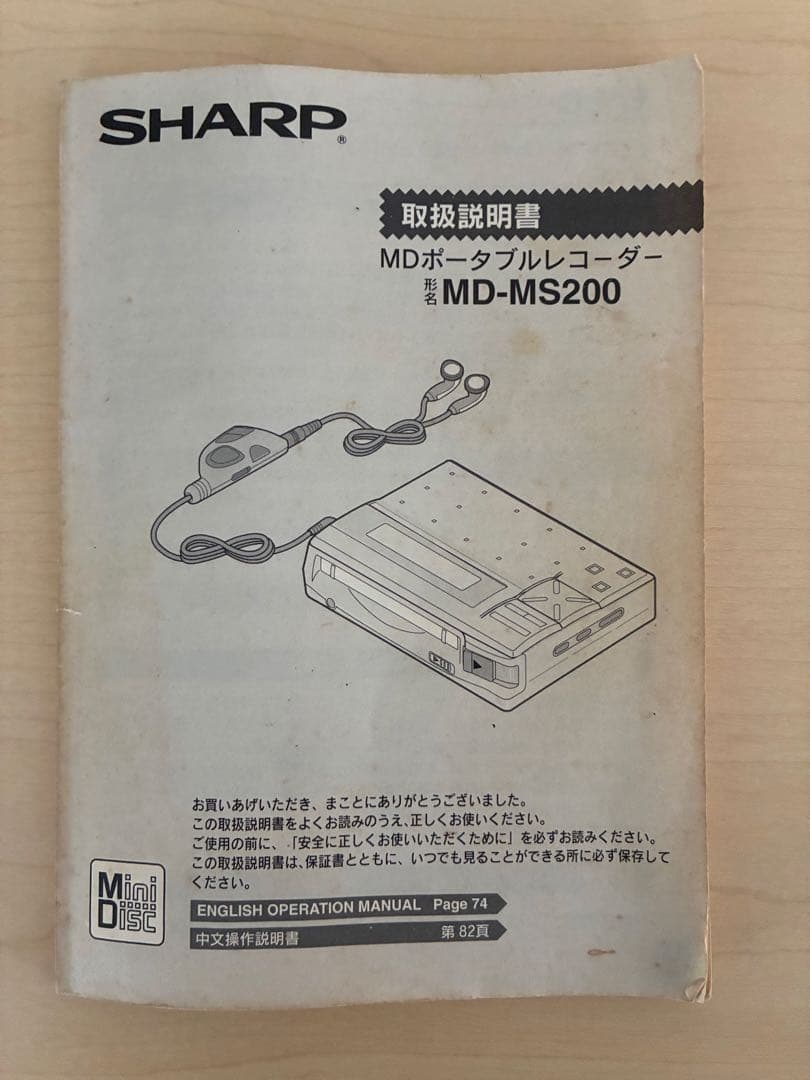 SHARP®
取扱説明書
MDポータブルレコーダー
形名 MD-MS200
お買いあげいただき、まことにありがとうございました。
この取扱説明書をよくお読みのうえ、正しくお使いください。
ご使用の前に、「安全に正しくお使いいただくために」を必ずお読みください。
この取扱説明書は、保証書とともに、いつでも見ることができる所に必ず保存して
ください。
Mini
Disc
ENGLISH OPERATION MANUAL Page 74
中文操作説明書 第82頁